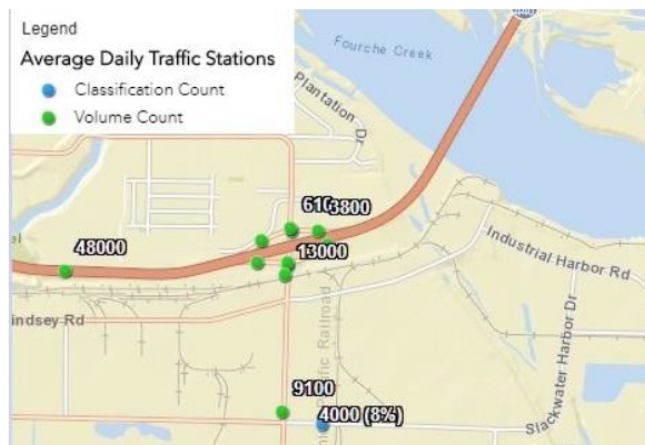 Legend
Average Daily Traffic Stations
Classification Count
Volume Count
Fourche Creek
Plantation Dr
3800
48000
13000
Industrial Harbor Rd
indsey Rd
Railroad
Slackwater Harbor Dr
9100
4000 (8%)